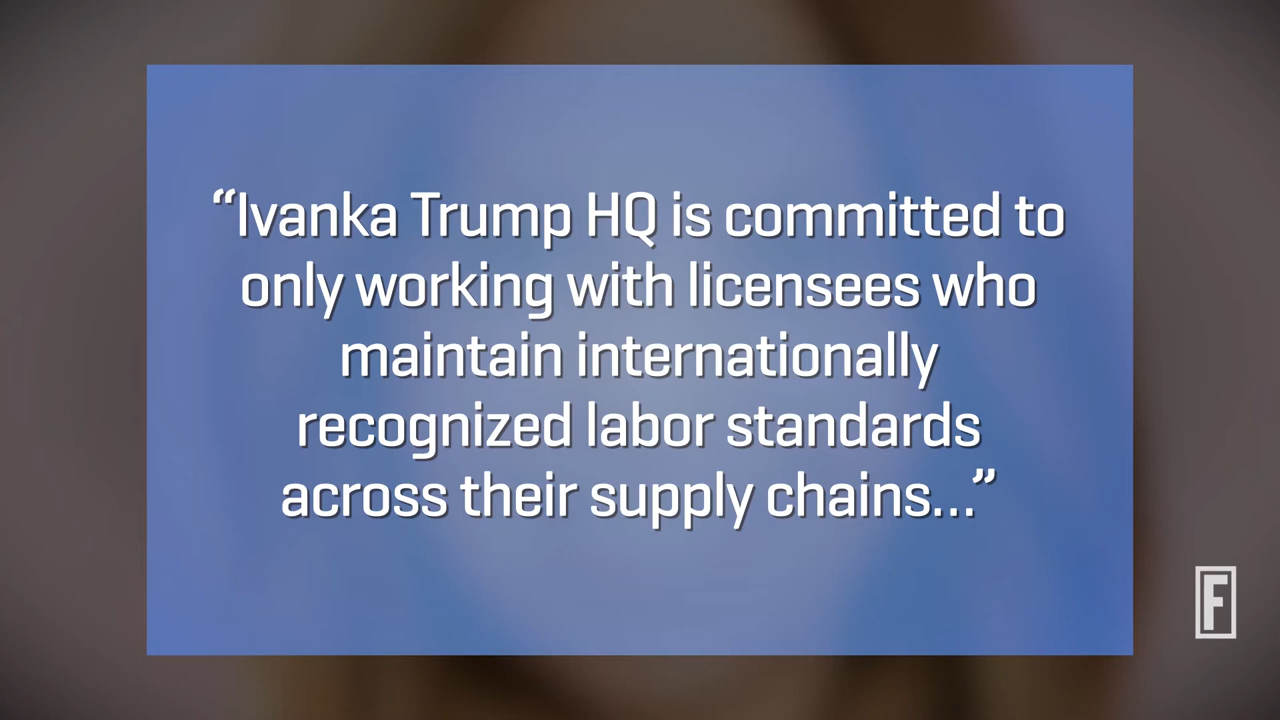 “Ivanka Trump HQ is committed to
only working with licensees who
maintain internationally
recognized labor standards
across their supply chains...”
F